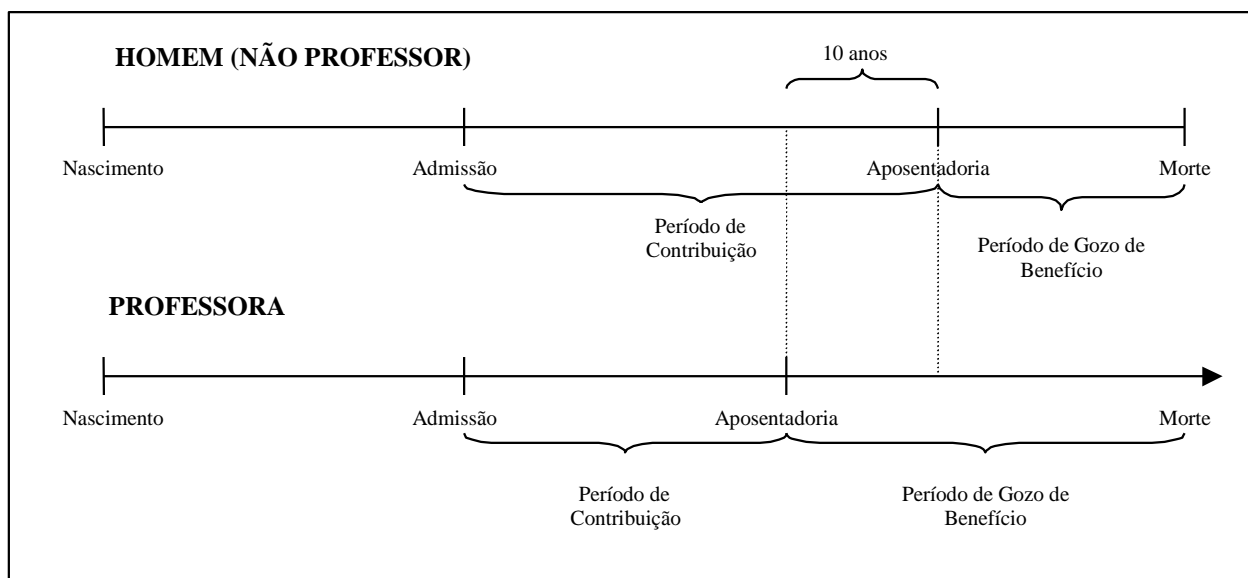 HOMEM (NÃO PROFESSOR)
10 anos
Nascimento
Admissão
Aposentadoria
Morte
Período de
Contribuição
Período de Gozo de
Benefício
PROFESSORA
Nascimento
Admissão
Aposentadoria
Morte
Período de
Contribuição
Período de Gozo de
Benefício